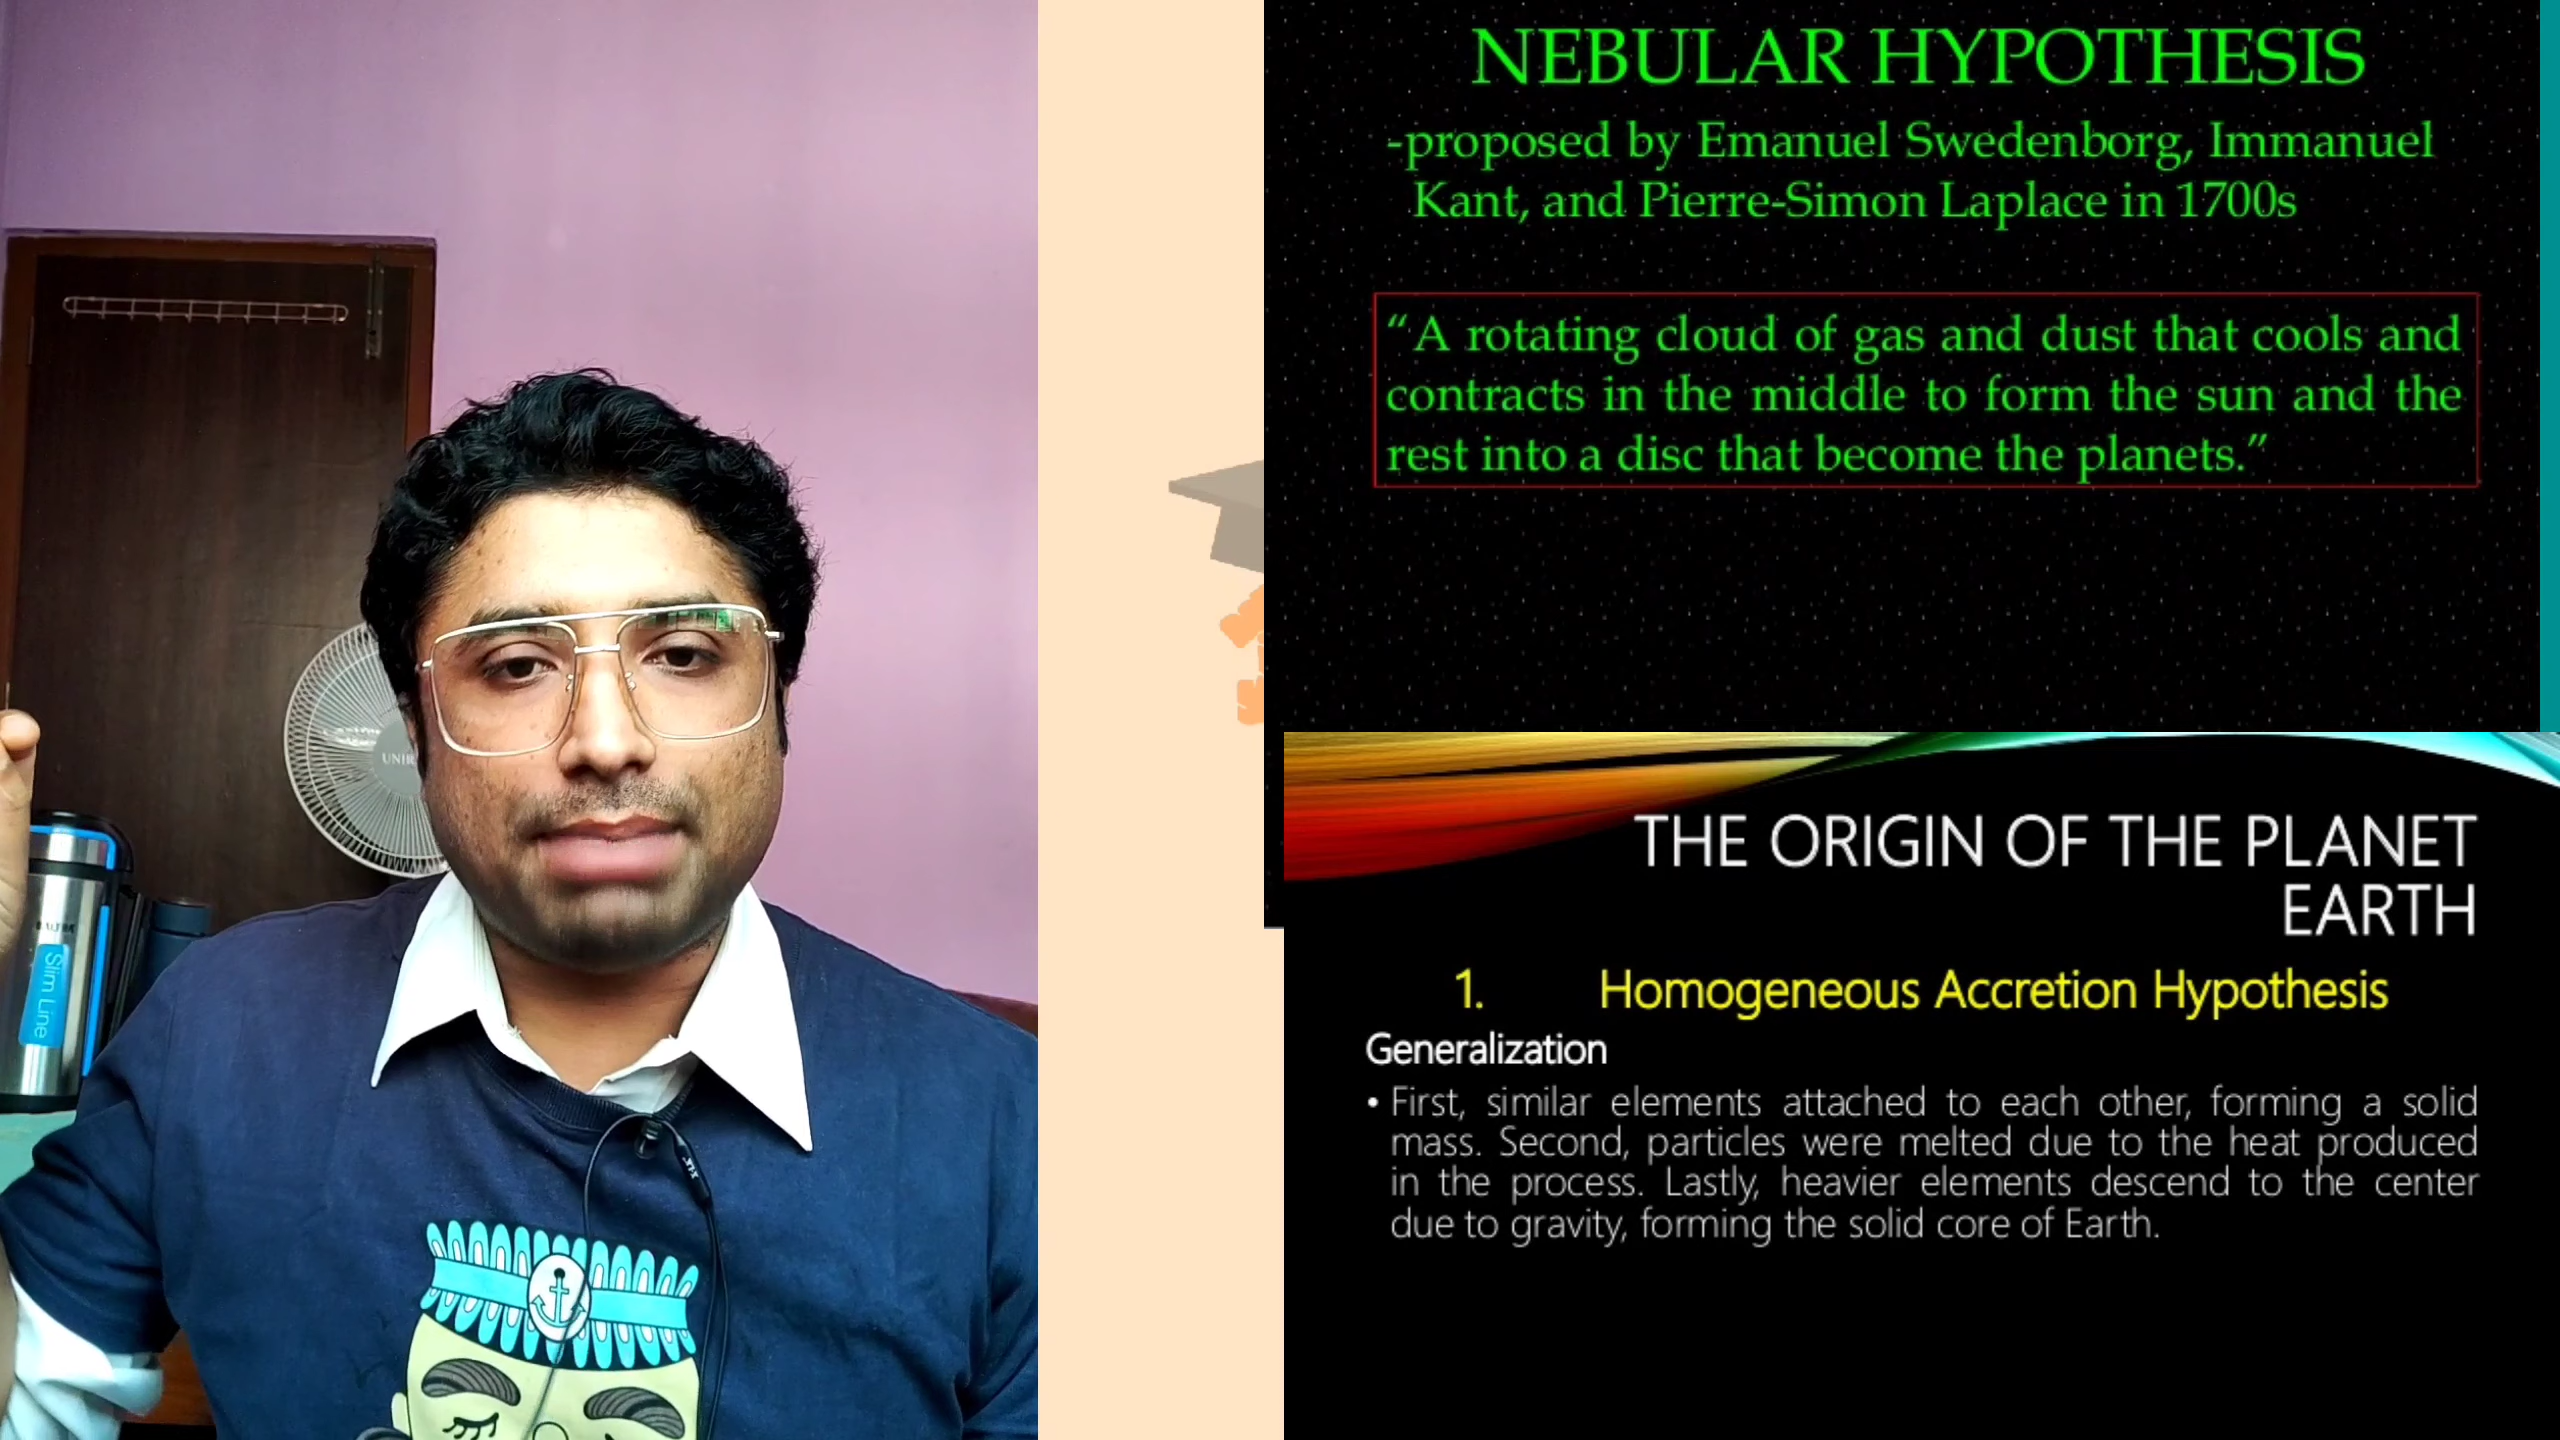 NEBULAR HYPOTHESIS
-proposed by Emanuel Swedenborg, Immanuel
Kant, and Pierre-Simon Laplace in 1700s
“A rotating cloud of gas and dust that cools and
contracts in the middle to form the sun and the
rest into a disc that become the planets.”
THE ORIGIN OF THE PLANET
EARTH
1. Homogeneous Accretion Hypothesis
Generalization
• First, similar elements attached to each other, forming a solid
mass. Second, particles were melted due to the heat produced
in the process. Lastly, heavier elements descend to the center
due to gravity, forming the solid core of Earth.
Slim Line